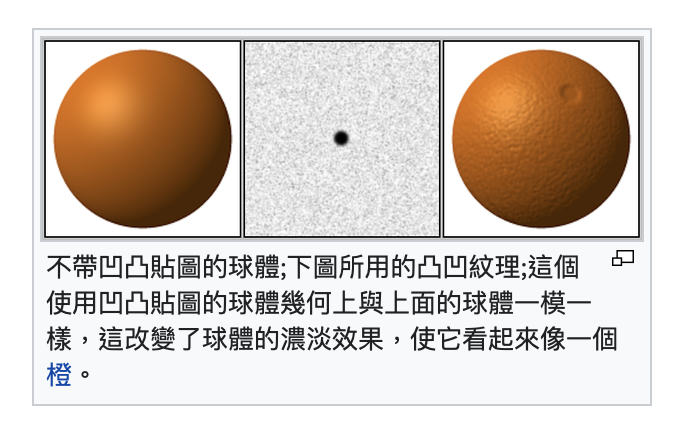 不帶凹凸貼圖的球體;下圖所用的凸凹紋理;這個
使用凹凸貼圖的球體幾何上與上面的球體一模一
樣，這改變了球體的濃淡效果，使它看起來像一個
橙。